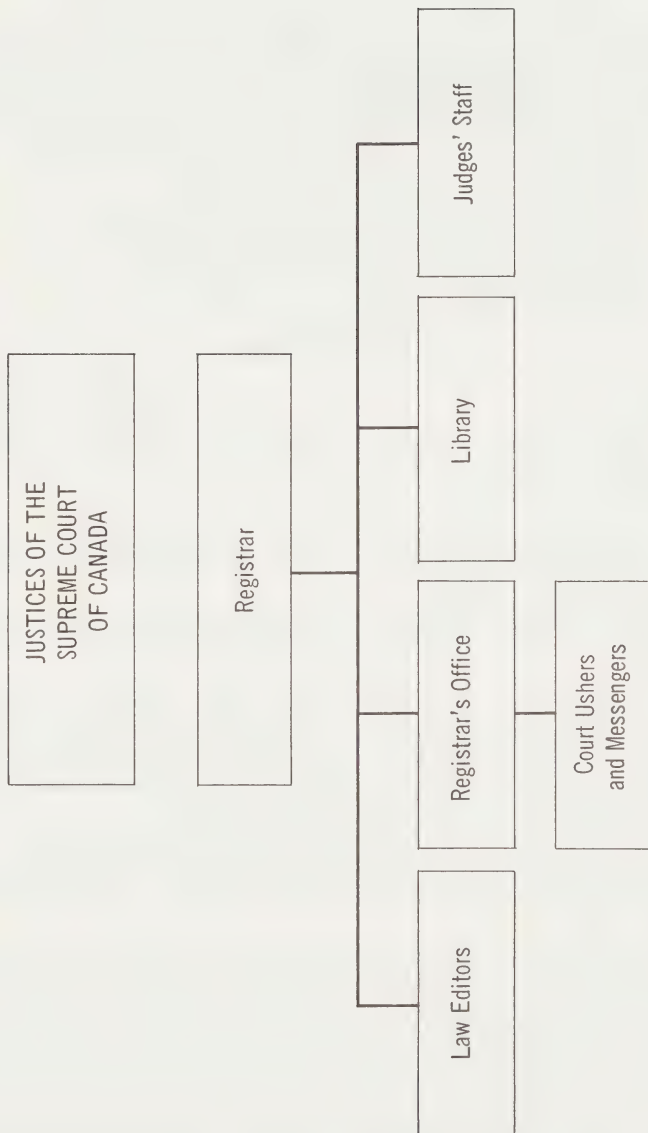 JUSTICES OF THE
SUPREME COURT
OF CANADA
Registrar
Law Editors
Registrar's Office
Library
Judges' Staff
Court Ushers
and Messengers